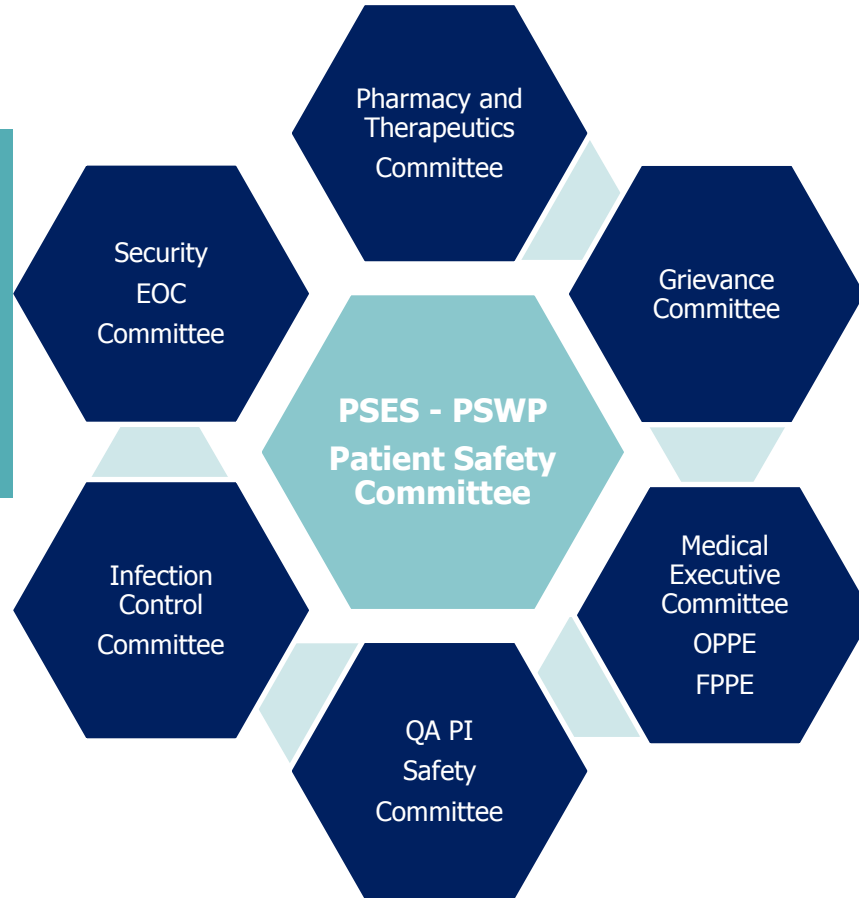 Pharmacy and
Therapeutics
Committee
Security
EOC
Committee
Grievance
Committee
PSES - PSWP
Patient Safety
Committee
Infection
Control
Committee
Medical
Executive
Committee
OPPE
FPPE
QA PI
Safety
Committee